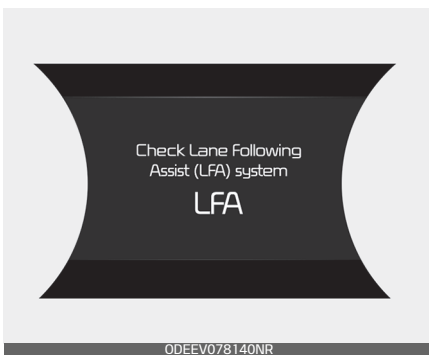 Check Lane Following
Assist (LFA) system
LFA
ODEEV078140NR